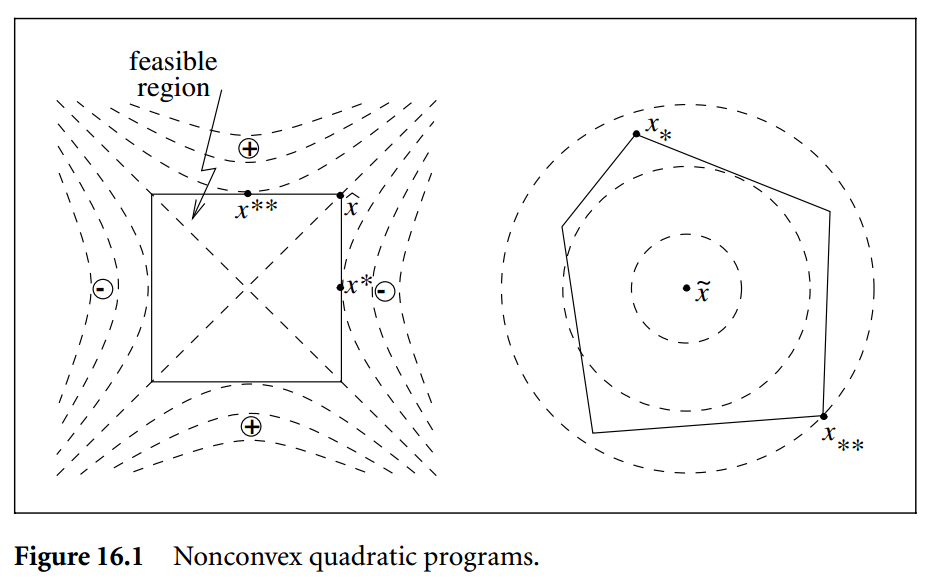 feasible
region
+
x**
x̂
-
x*
-
+
x*
x̃
x**
Figure 16.1 Nonconvex quadratic programs.